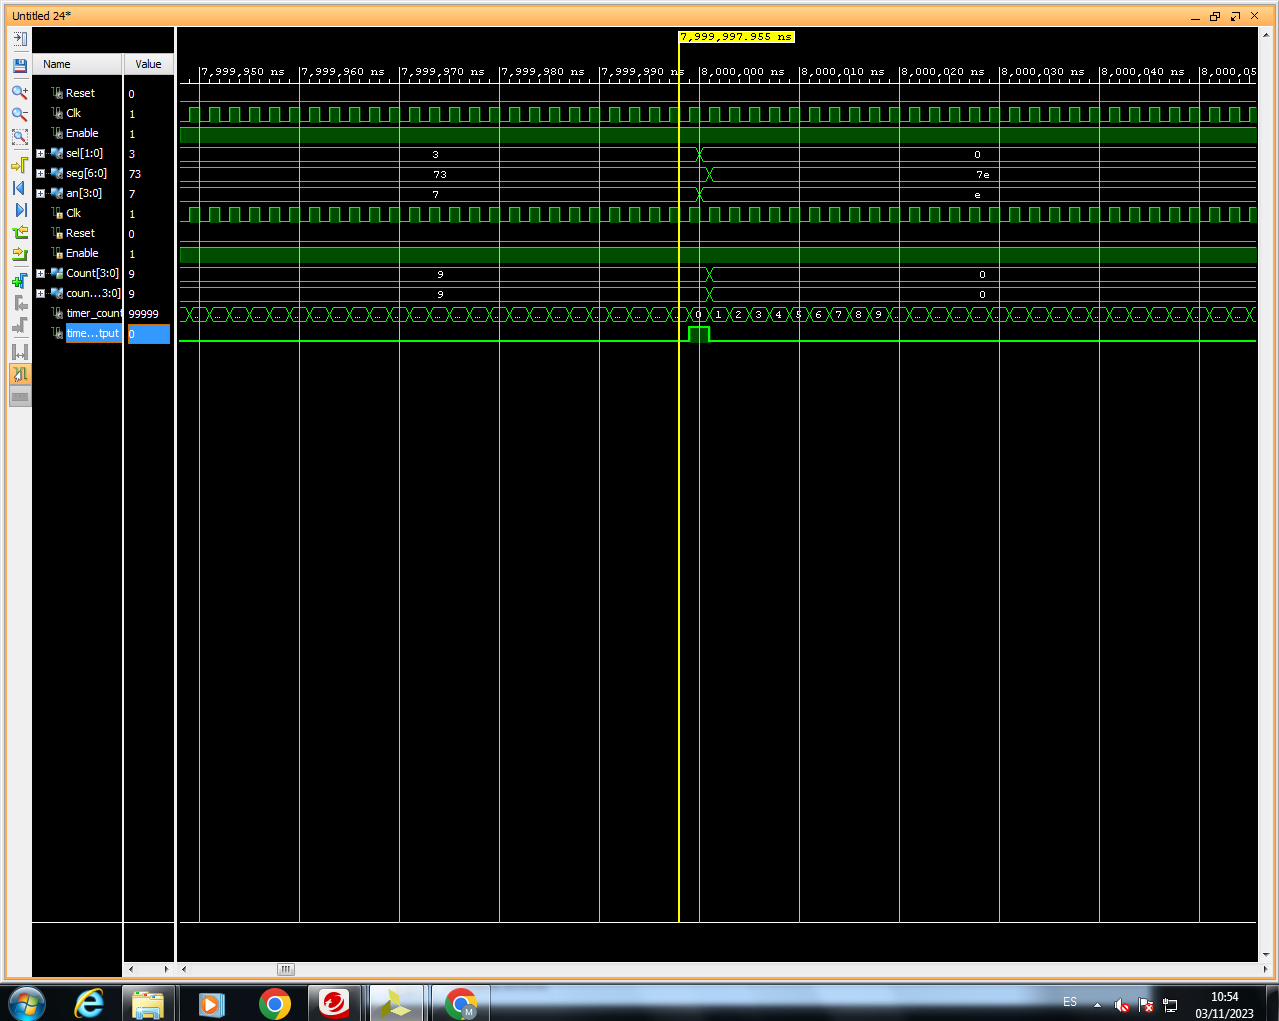 Untitled 24*
7,999,997.955 ns
Name
Value
7,999,950 ns
7,999,960 ns
7,999,970 ns
7,999,980 ns
7,999,990 ns
8,000,000 ns
8,000,010 ns
8,000,020 ns
8,000,030 ns
8,000,040 ns
8,000,05
Reset 0
Clk 1
Enable 1
sel[1:0] 3 3 0
seg[6:0] 73 73 7e
an[3:0] 7 7 e
Clk 1
Reset 0
Enable 1
Count[3:0] 9 9 0
coun...3:0] 9 9 0
timer_count 99999 ... ... ... ... ... ... ... ... ... ... ... ... 0 1 2 3 4 5 6 7 8 9 ... ... ... ... ... ... ... ... ...
time...tput 0
ES
10:54
03/11/2023
M